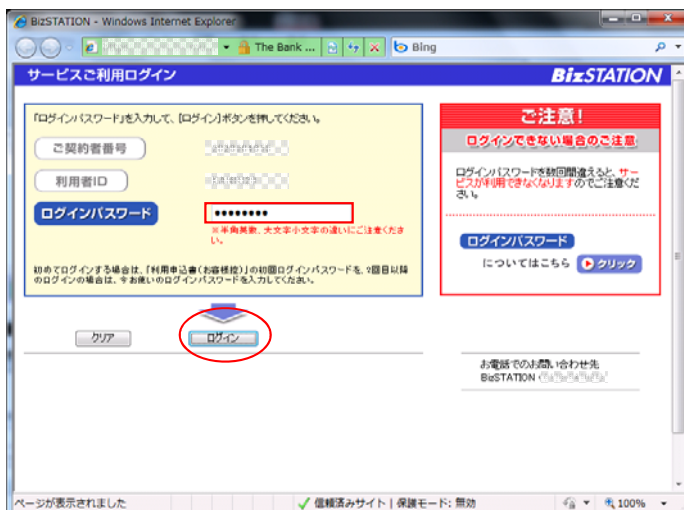 BizSTATION - Windows Internet Explorer
The Bank ...
Bing
サービスご利用ログイン
BizSTATION
「ログインパスワード」を入力して、[ログイン]ボタンを押してください。
ご契約者番号
利用者ID
ログインパスワード
●●●●●●●●
※半角英数、大文字小文字の違いにご注意くださ
い。
初めてログインする場合は、「利用申込書(お客様控)」の初回ログインパスワードを、2回目以降
のログインの場合は、今お使いのログインパスワードを入力してください。
クリア
ログイン
ご注意!
ログインできない場合のご注意
ログインパスワードを数回間違えると、サー
ビスが利用できなくなりますのでご注意くだ
さい。
ログインパスワード
についてはこちら
クリック
お電話でのお問い合わせ先
BizSTATION
ページが表示されました
信頼済みサイト | 保護モード: 無効
100%